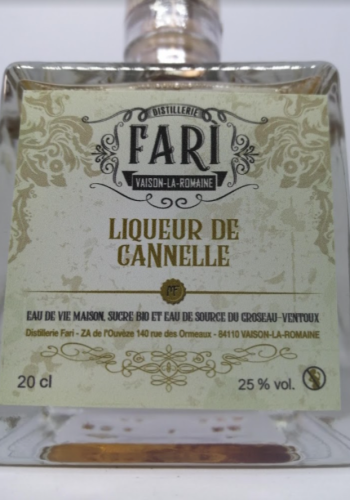 DISTILLERIE
FARI
VAISON-LA-ROMAINE
LIQUEUR DE
CANNELLE
EAU DE VIE MAISON, SUCRE BIO ET EAU DE SOURCE DU GROSEAU-VENTOUX
Distillerie Fari - ZA de l'Ouvèze 140 rue des Ormeaux - 84110 VAISON-LA-ROMAINE
20 cl
25 % vol.